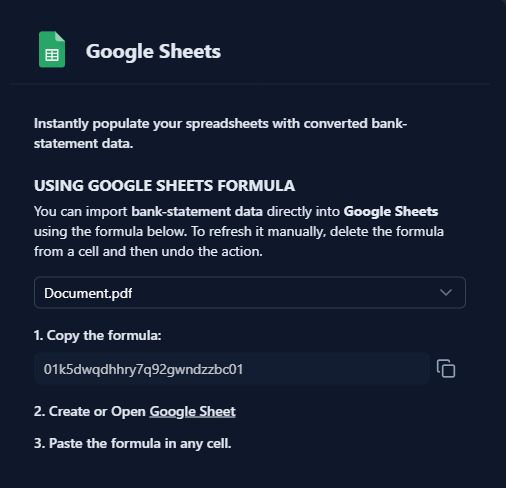 Google Sheets
Instantly populate your spreadsheets with converted bank-
statement data.
USING GOOGLE SHEETS FORMULA
You can import bank-statement data directly into Google Sheets
using the formula below. To refresh it manually, delete the formula
from a cell and then undo the action.
Document.pdf
1. Copy the formula:
01k5dwqdhhry7q92gwndzzbc01
2. Create or Open Google Sheet
3. Paste the formula in any cell.